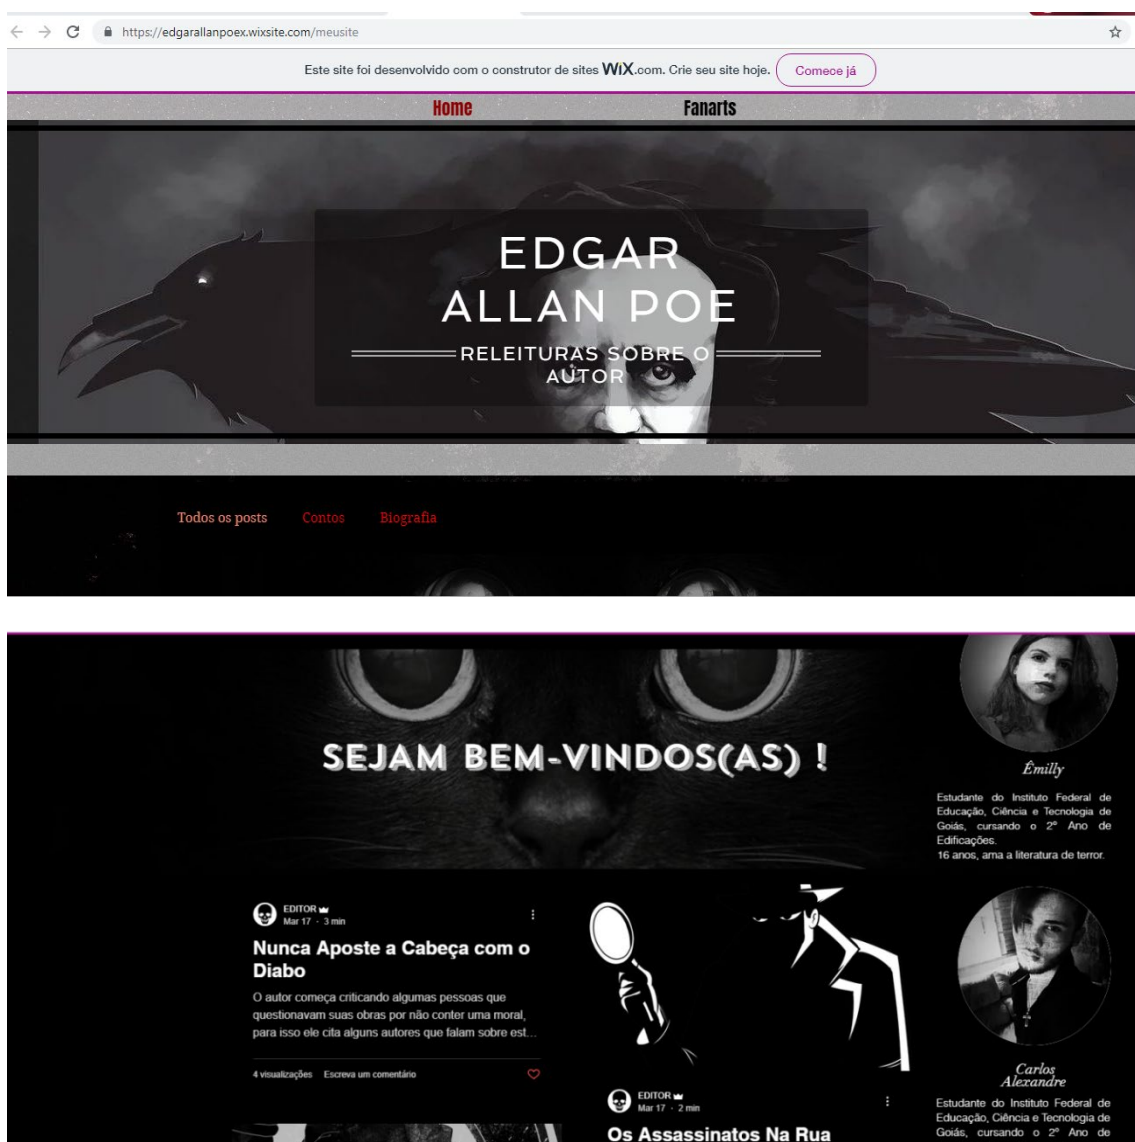 https://edgarallanpoex.wixsite.com/meusite
Este site foi desenvolvido com o construtor de sites WiX.com. Crie seu site hoje.
Comece já
Home
Fanarts
EDGAR
ALLAN POE
RELEITURAS SOBRE O
AUTOR
Todos os posts
Contos
Biografia
SEJAM BEM-VINDOS(AS) !
Êmilly
Estudante do Instituto Federal de
Educação, Ciência e Tecnologia de
Goiás, cursando o 2º Ano de
Edificações.
16 anos, ama a literatura de terror.
EDITOR
Mar 17 · 3 min
Nunca Aposte a Cabeça com o
Diabo
O autor começa criticando algumas pessoas que
questionavam suas obras por não conter uma moral,
para isso ele cita alguns autores que falam sobre est...
4 visualizações
Escreva um comentário
EDITOR
Mar 17 · 2 min
Os Assassinatos Na Rua
Carlos
Alexandre
Estudante do Instituto Federal de
Educação, Ciência e Tecnologia de
Goiás, cursando o 2º Ano de